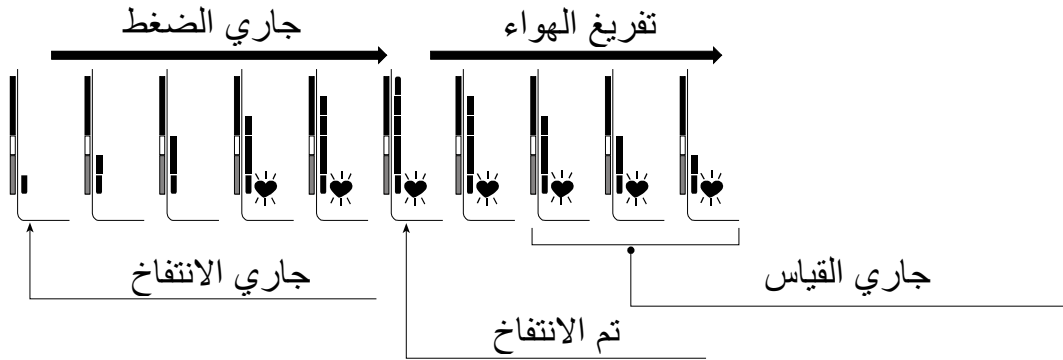 جاري الضغط
تفريغ الهواء
جاري الانتفاخ
تم الانتفاخ
جاري القياس